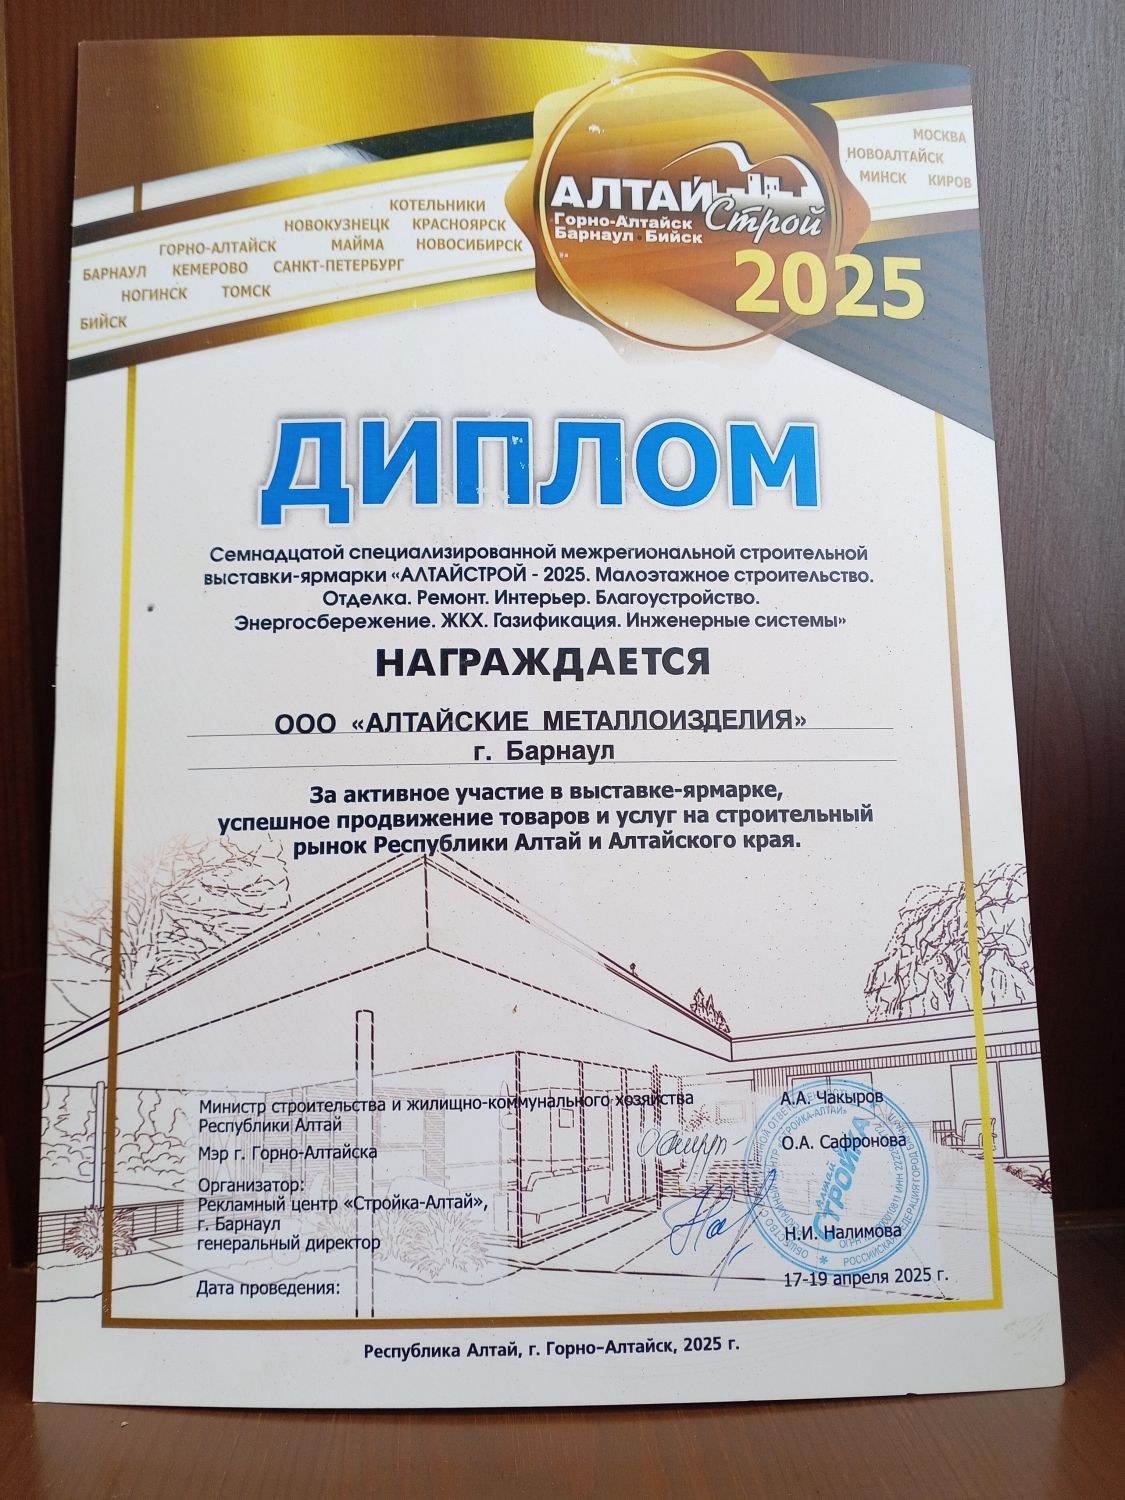 МОСКВА
НОВОАЛТАЙСК
МИНСК КИРОВ
КОТЕЛЬНИКИ
НОВОКУЗНЕЦК КРАСНОЯРСК
ГОРНО-АЛТАЙСК МАЙМА НОВОСИБИРСК
БАРНАУЛ КЕМЕРОВО САНКТ-ПЕТЕРБУРГ
НОГИНСК ТОМСК
БИЙСК
АЛТАЙ
Строй
Горно-Алтайск
Барнаул • Бийск
2025
ДИПЛОМ
Семнадцатой специализированной межрегиональной строительной
выставки-ярмарки «АЛТАЙСТРОЙ - 2025. Малоэтажное строительство.
Отделка. Ремонт. Интерьер. Благоустройство.
Энергосбережение. ЖКХ. Газификация. Инженерные системы»
НАГРАЖДАЕТСЯ
ООО «АЛТАЙСКИЕ МЕТАЛЛОИЗДЕЛИЯ»
г. Барнаул
За активное участие в выставке-ярмарке,
успешное продвижение товаров и услуг на строительный
рынок Республики Алтай и Алтайского края.
Министр строительства и жилищно-коммунального хозяйства А.А. Чакыров
Республики Алтай
Мэр г. Горно-Алтайска О.А. Сафронова
Организатор:
Рекламный центр «Стройка-Алтай»,
г. Барнаул
генеральный директор Н.И. Налимова
СТРОЙКА
Дата проведения: 17-19 апреля 2025 г.
Республика Алтай, г. Горно-Алтайск, 2025 г.